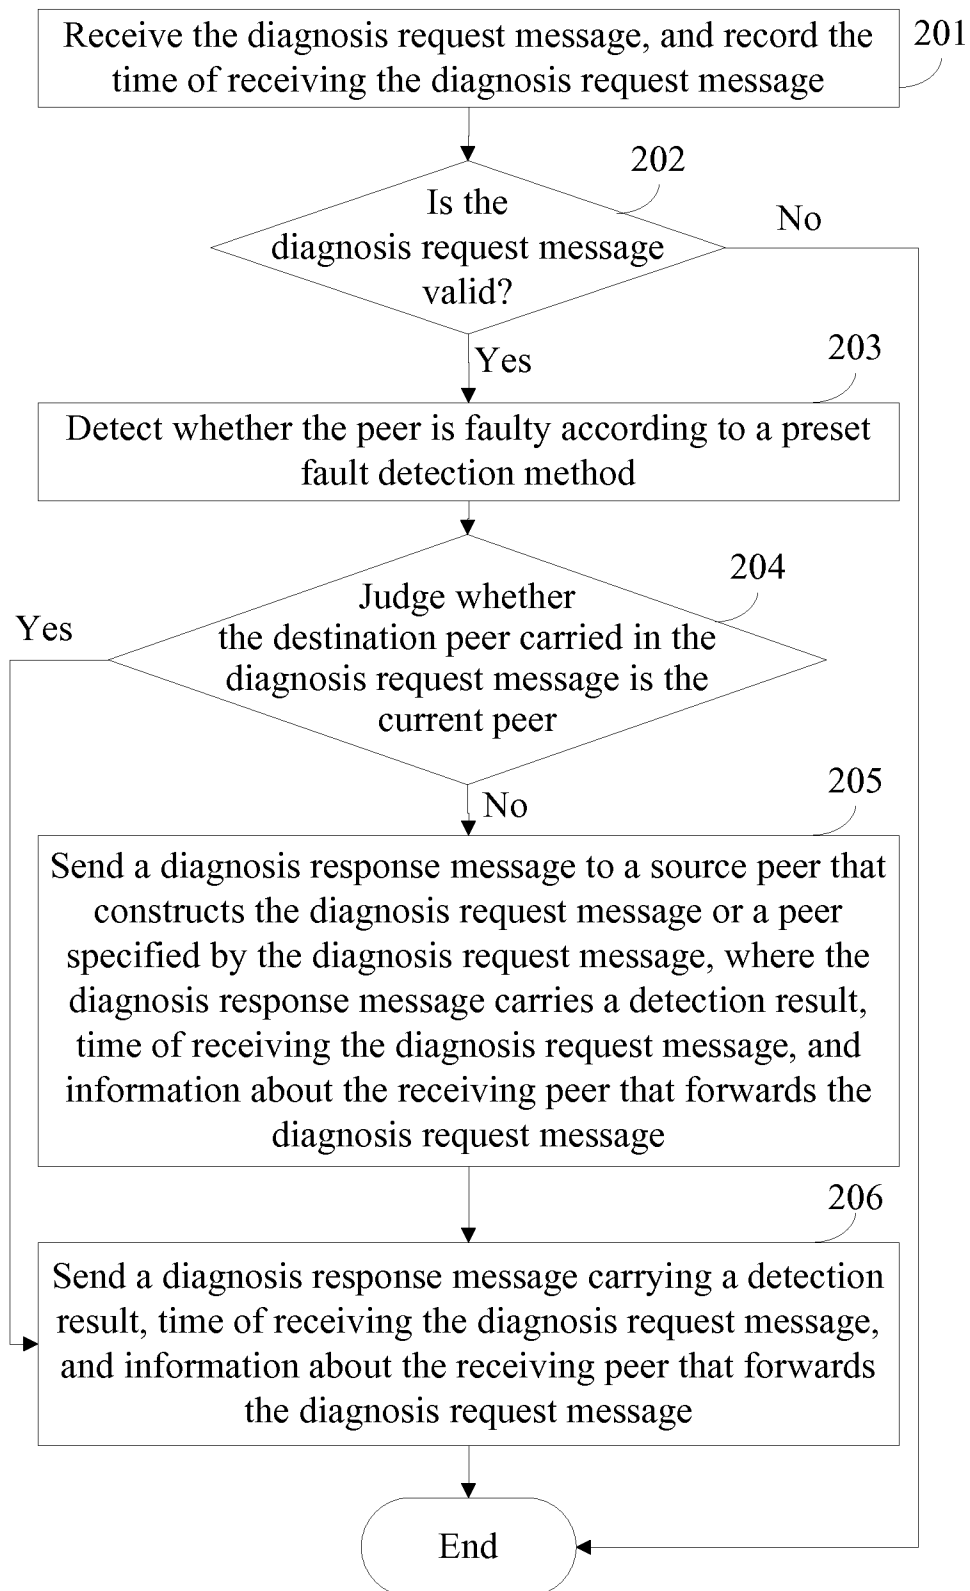 Receive the diagnosis request message, and record the
time of receiving the diagnosis request message
201
202
Is the
diagnosis request message
valid?
No
Yes
203
Detect whether the peer is faulty according to a preset
fault detection method
204
Judge whether
the destination peer carried in the
diagnosis request message is the
current peer
Yes
No
205
Send a diagnosis response message to a source peer that
constructs the diagnosis request message or a peer
specified by the diagnosis request message, where the
diagnosis response message carries a detection result,
time of receiving the diagnosis request message, and
information about the receiving peer that forwards the
diagnosis request message
206
Send a diagnosis response message carrying a detection
result, time of receiving the diagnosis request message,
and information about the receiving peer that forwards
the diagnosis request message
End